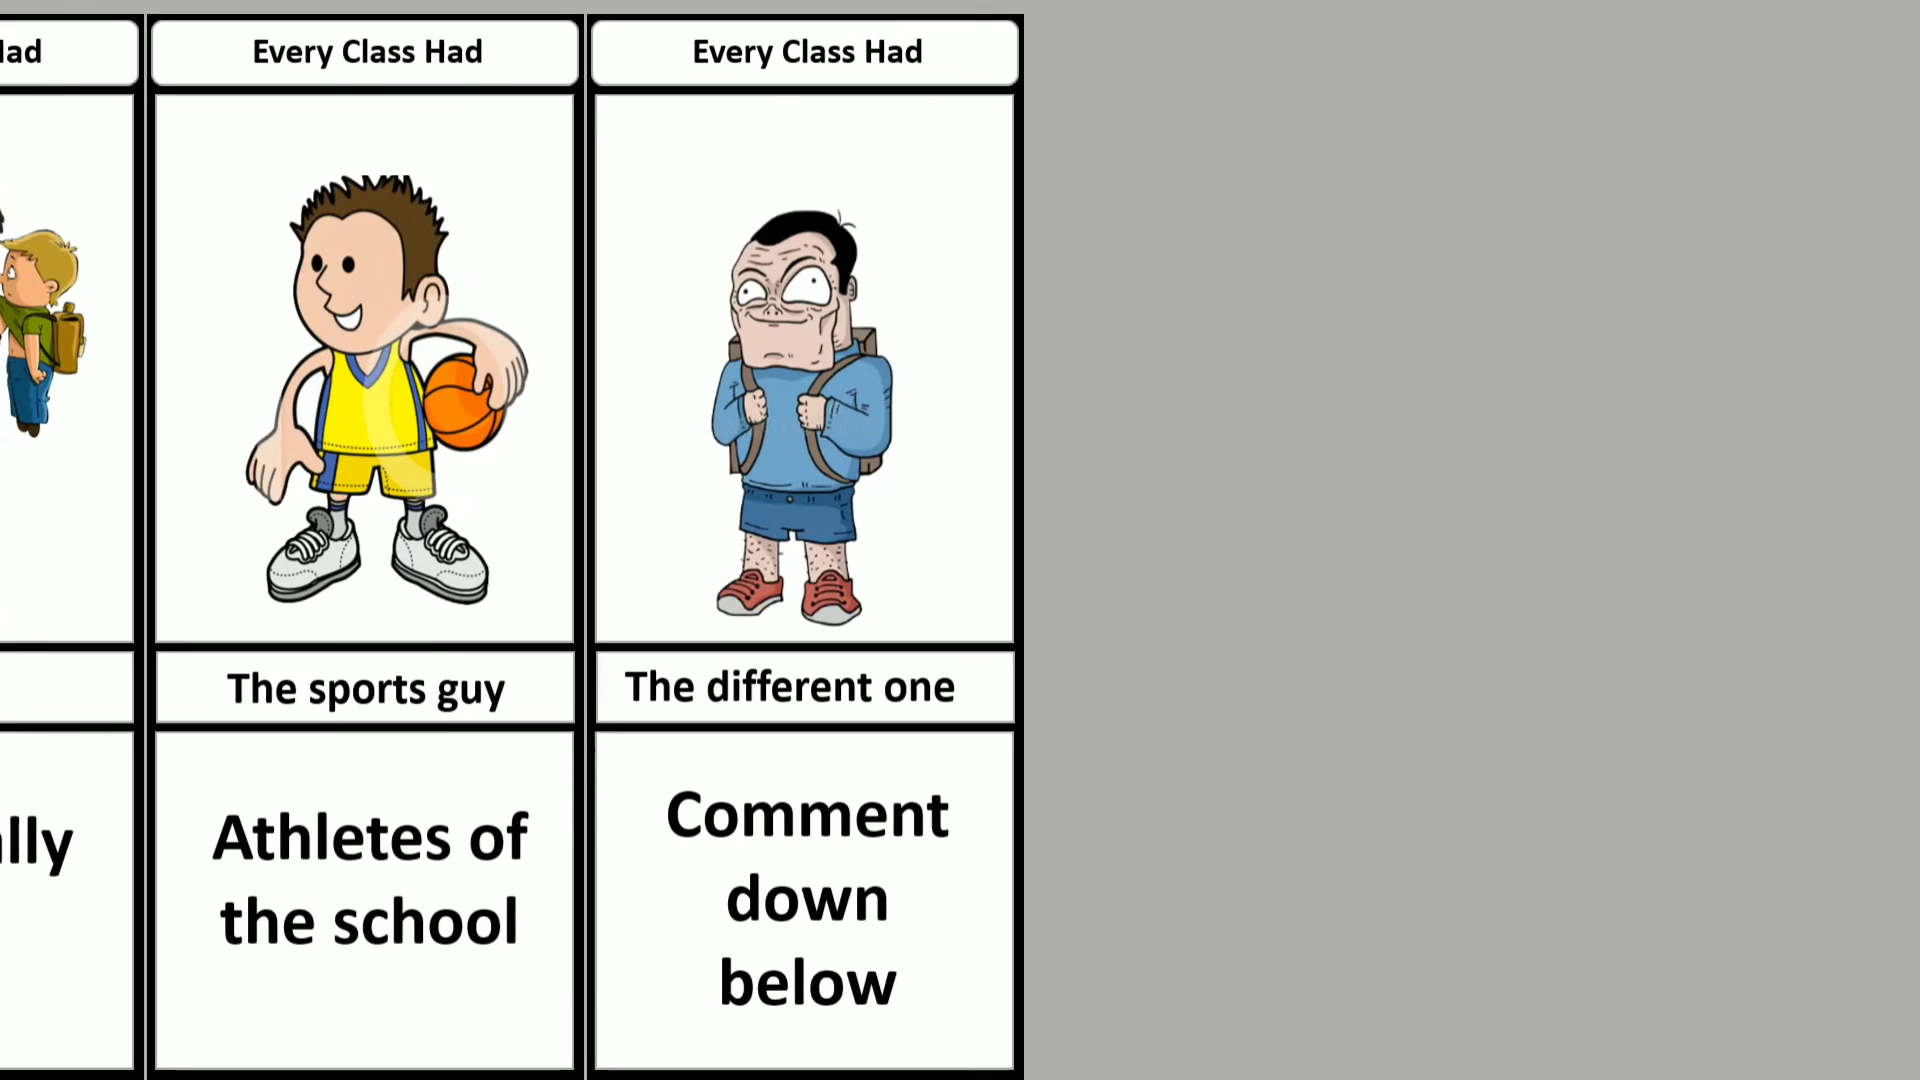 Every Class Had
Every Class Had
The sports guy
The different one
Athletes of
the school
Comment
down
below